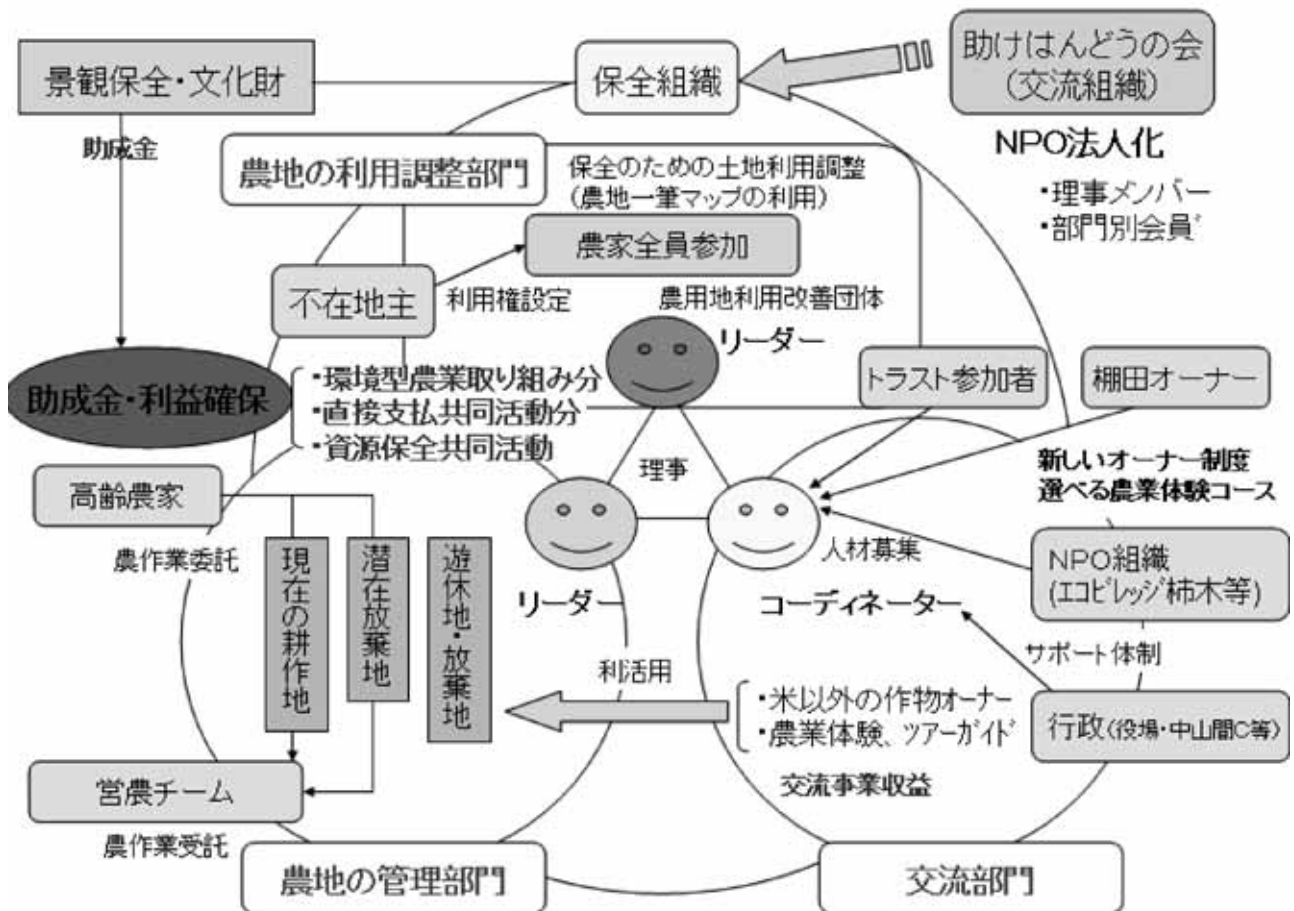 景観保全・文化財
保全組織
助けはんどうの会
(交流組織)
NPO法人化
・理事メンバー
・部門別会員
助成金
農地の利用調整部門
保全のための土地利用調整
(農地一筆マップの利用)
農家全員参加
不在地主
利用権設定
農用地利用改善団体
リーダー
助成金・利益確保
・環境型農業取り組み分
・直接支払共同活動分
・資源保全共同活動
トラスト参加者
棚田オーナー
理事
新しいオーナー制度
選べる農業体験コース
高齢農家
農作業委託
現在の耕作地
潜在放棄地
遊休地・放棄地
リーダー
人材募集
コーディネーター
NPO組織
(エコビレッジ柿木等)
サポート体制
利活用
・米以外の作物オーナー
・農業体験、ツアーガイド
行政(役場・中山間C等)
交流事業収益
営農チーム
農作業受託
農地の管理部門
交流部門